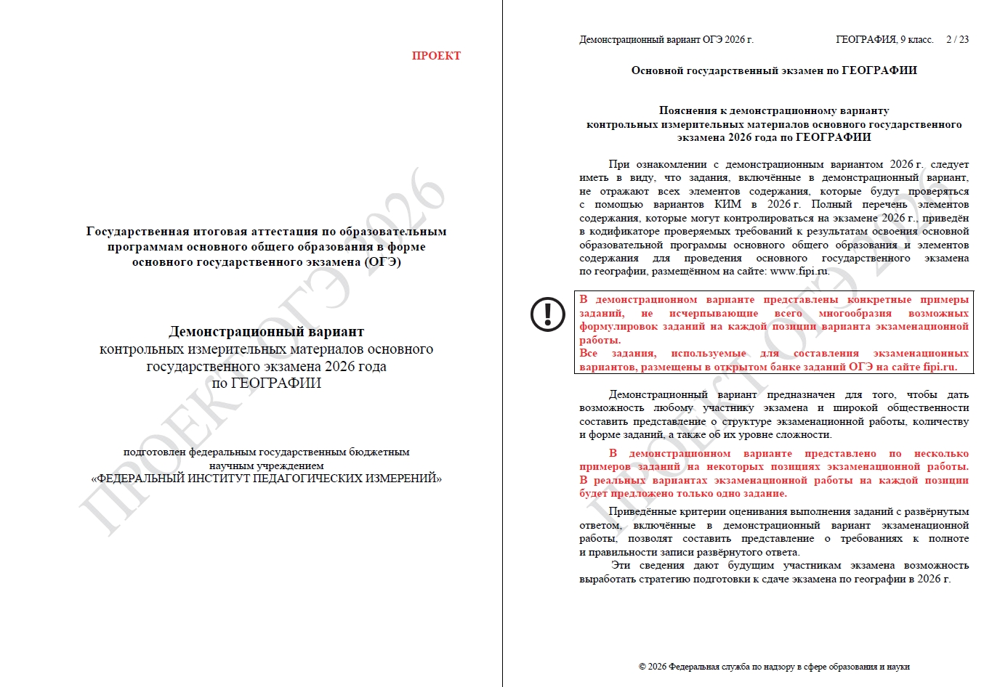 ПРОЕКТ
Государственная итоговая аттестация по образовательным
программам основного общего образования в форме
основного государственного экзамена (ОГЭ)
Демонстрационный вариант
контрольных измерительных материалов основного
государственного экзамена 2026 года
по ГЕОГРАФИИ
подготовлен федеральным государственным бюджетным
научным учреждением
«ФЕДЕРАЛЬНЫЙ ИНСТИТУТ ПЕДАГОГИЧЕСКИХ ИЗМЕРЕНИЙ»
ПРОЕКТ ОГЭ 2026
Демонстрационный вариант ОГЭ 2026 г. ГЕОГРАФИЯ, 9 класс. 2 / 23
Основной государственный экзамен по ГЕОГРАФИИ
Пояснения к демонстрационному варианту
контрольных измерительных материалов основного государственного
экзамена 2026 года по ГЕОГРАФИИ
При ознакомлении с демонстрационным вариантом 2026 г. следует
иметь в виду, что задания, включённые в демонстрационный вариант,
не отражают всех элементов содержания, которые будут проверяться
с помощью вариантов КИМ в 2026 г. Полный перечень элементов
содержания, которые могут контролироваться на экзамене 2026 г., приведён
в кодификаторе проверяемых требований к результатам освоения основной
образовательной программы основного общего образования и элементов
содержания для проведения основного государственного экзамена
по географии, размещённом на сайте: www.fipi.ru.
В демонстрационном варианте представлены конкретные примеры
заданий, не исчерпывающие всего многообразия возможных
формулировок заданий на каждой позиции варианта экзаменационной
работы.
Все задания, используемые для составления экзаменационных
вариантов, размещены в открытом банке заданий ОГЭ на сайте fipi.ru.
Демонстрационный вариант предназначен для того, чтобы дать
возможность любому участнику экзамена и широкой общественности
составить представление о структуре экзаменационной работы, количеству
и форме заданий, а также об их уровне сложности.
В демонстрационном варианте представлено по несколько
примеров заданий на некоторых позициях экзаменационной работы.
В реальных вариантах экзаменационной работы на каждой позиции
будет предложено только одно задание.
Приведённые критерии оценивания выполнения заданий с развёрнутым
ответом, включённые в демонстрационный вариант экзаменационной
работы, позволят составить представление о требованиях к полноте
и правильности записи развёрнутого ответа.
Эти сведения дают будущим участникам экзамена возможность
выработать стратегию подготовки к сдаче экзамена по географии в 2026 г.
ПРОЕКТ ОГЭ 2026
© 2026 Федеральная служба по надзору в сфере образования и науки